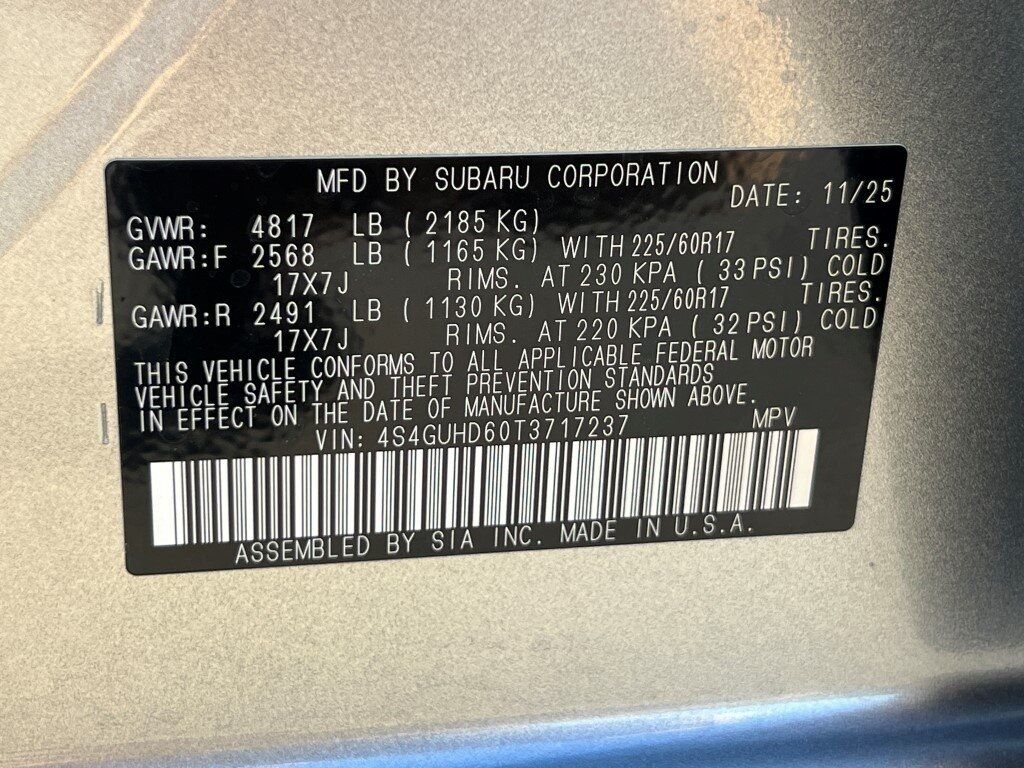 MFD BY SUBARU CORPORATION
DATE: 11/25
GVWR: 4817 LB ( 2185 KG)
GAWR:F 2568 LB ( 1165 KG) WITH 225/60R17 TIRES.
17X7J RIMS. AT 230 KPA ( 33 PSI) COLD
GAWR:R 2491 LB ( 1130 KG) WITH 225/60R17 TIRES.
17X7J RIMS. AT 220 KPA ( 32 PSI) COLD
THIS VEHICLE CONFORMS TO ALL APPLICABLE FEDERAL MOTOR
VEHICLE SAFETY AND THEFT PREVENTION STANDARDS
IN EFFECT ON THE DATE OF MANUFACTURE SHOWN ABOVE.
VIN: 4S4GUHD60T3717237 MPV
ASSEMBLED BY SIA INC. MADE IN U.S.A.